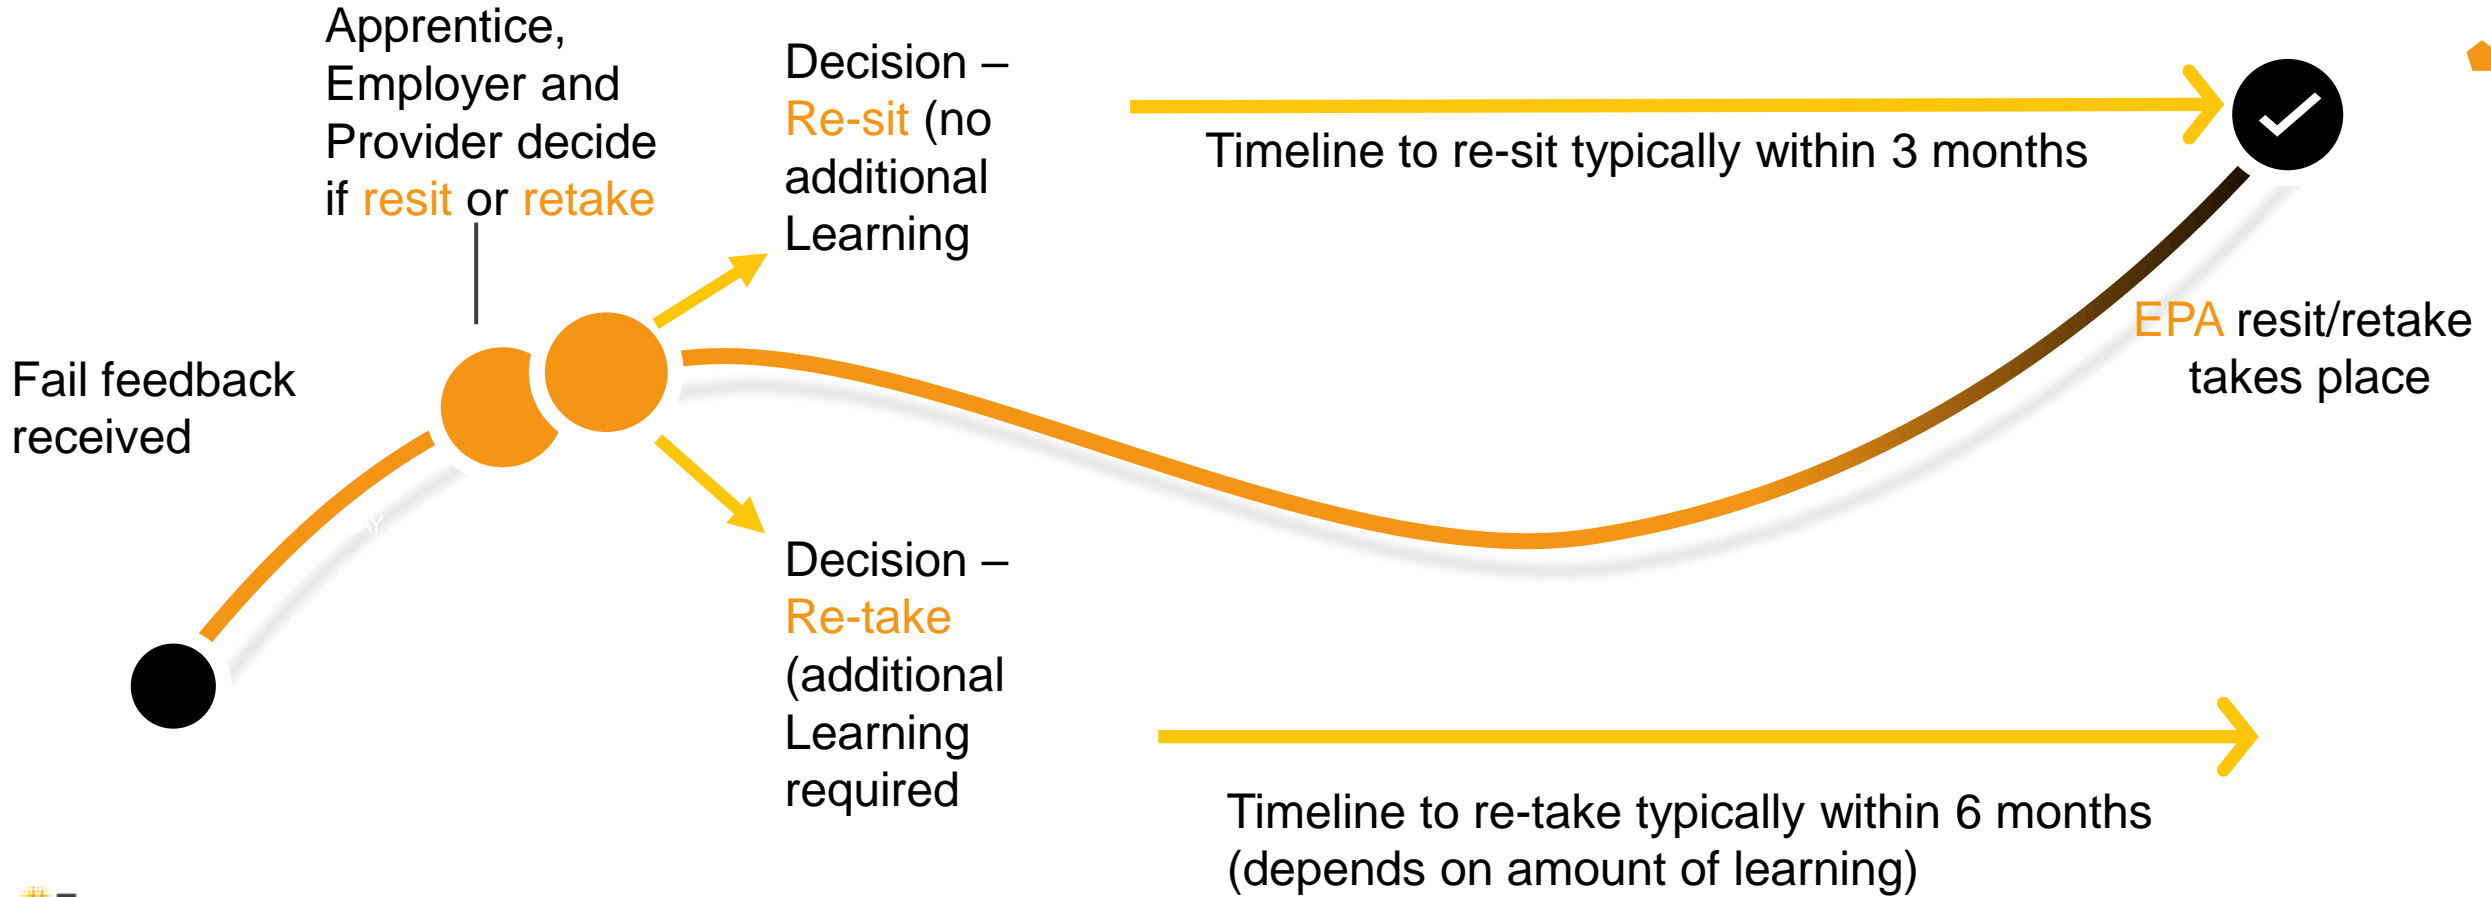 Apprentice,
Employer and
Provider decide
if resit or retake
Decision –
Re-sit (no
additional
Learning
Timeline to re-sit typically within 3 months
Fail feedback
received
EPA resit/retake
takes place
Decision –
Re-take
(additional
Learning
required
Timeline to re-take typically within 6 months
(depends on amount of learning)